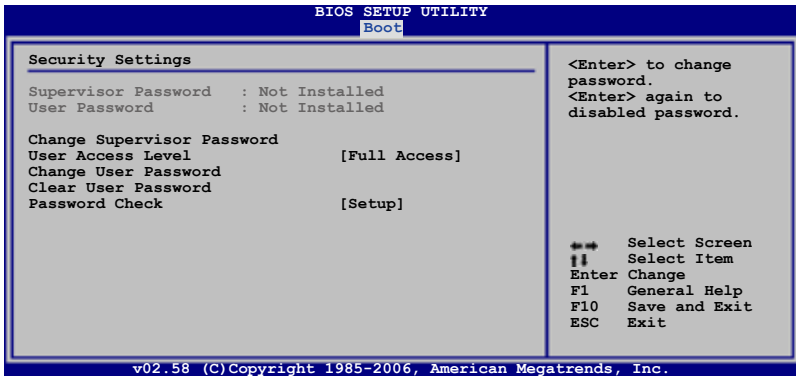 BIOS SETUP UTILITY
Boot
Security Settings
Supervisor Password : Not Installed
User Password : Not Installed
Change Supervisor Password
User Access Level [Full Access]
Change User Password
Clear User Password
Password Check [Setup]
<Enter> to change
password.
<Enter> again to
disabled password.
Select Screen
Select Item
Enter Change
F1 General Help
F10 Save and Exit
ESC Exit
v02.58 (C)Copyright 1985-2006, American Megatrends, Inc.